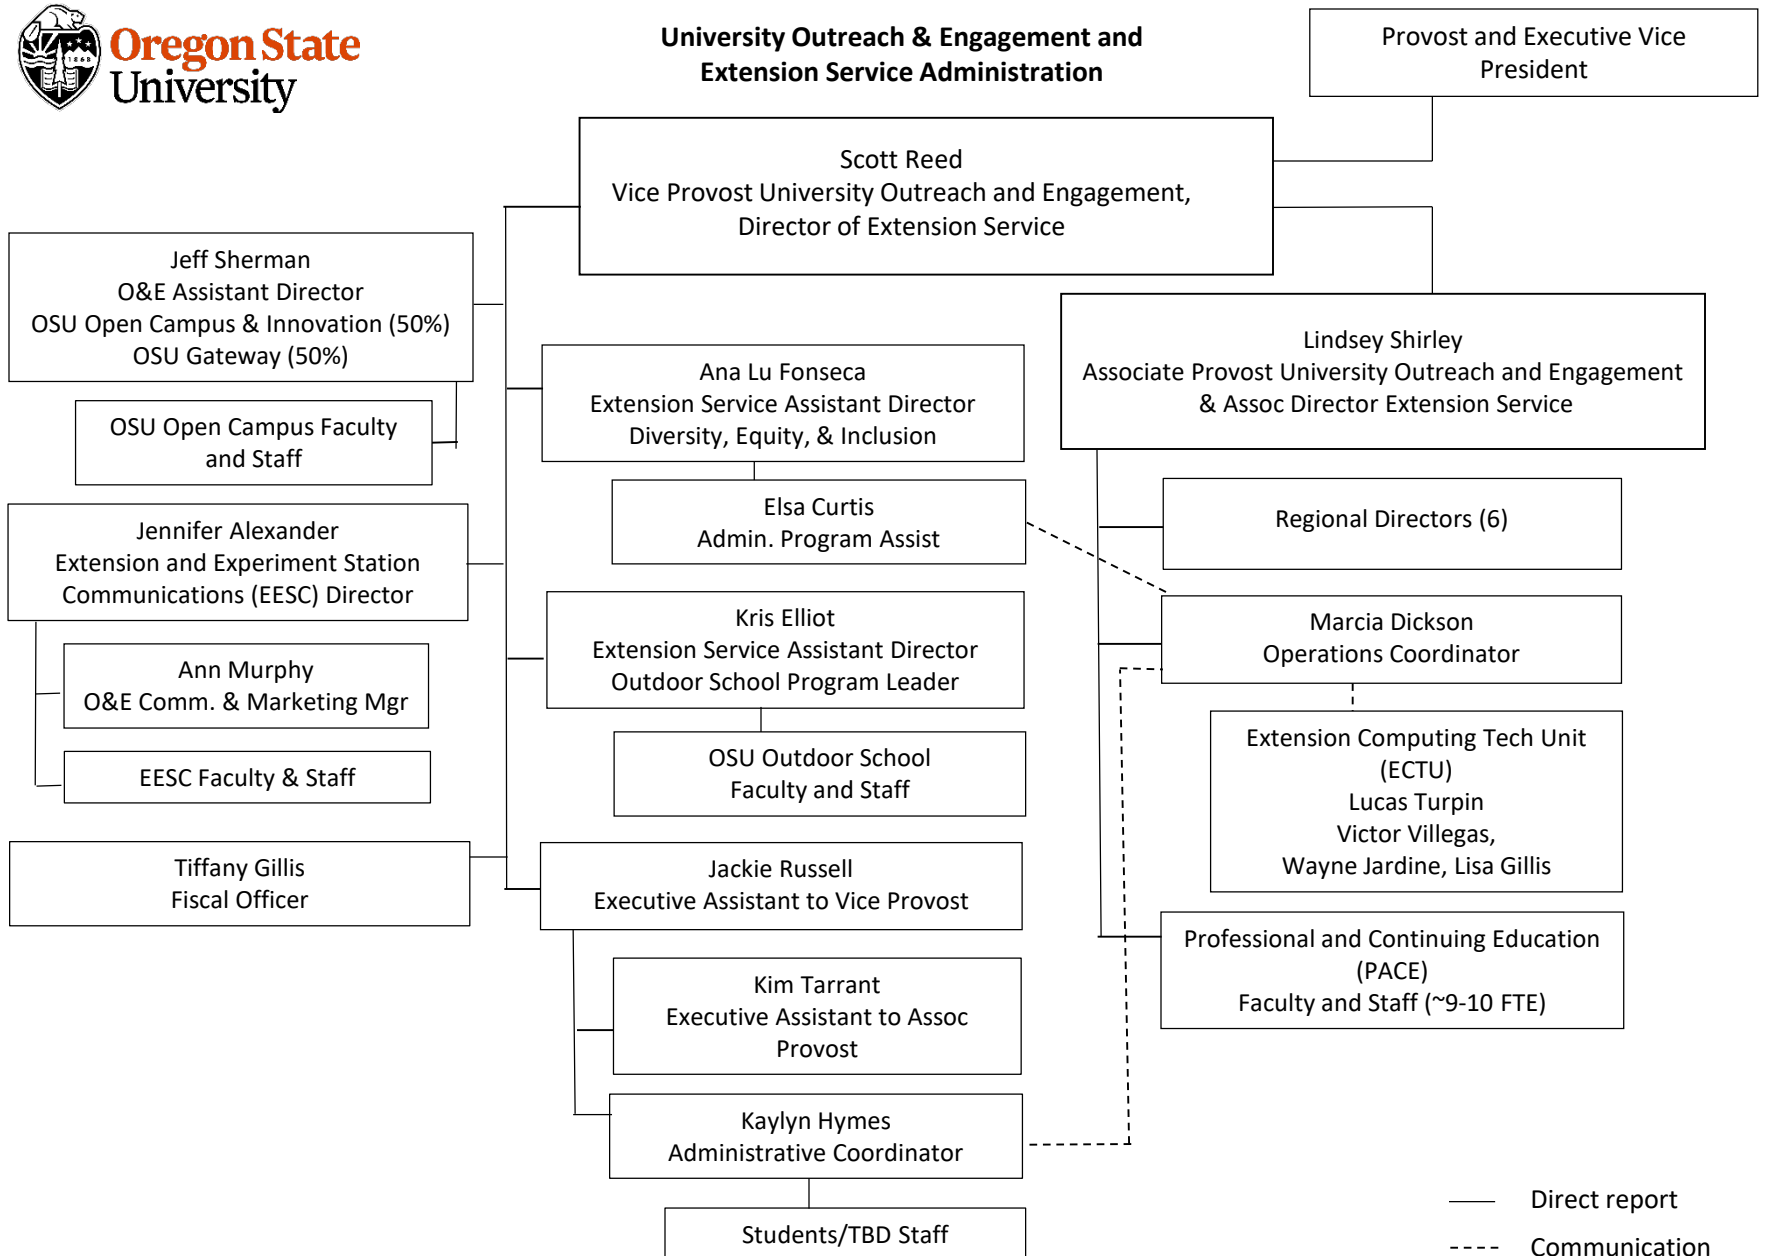 Oregon State
University
1868
University Outreach & Engagement and
Extension Service Administration
Provost and Executive Vice
President
Scott Reed
Vice Provost University Outreach and Engagement,
Director of Extension Service
Jeff Sherman
O&E Assistant Director
OSU Open Campus & Innovation (50%)
OSU Gateway (50%)
OSU Open Campus Faculty
and Staff
Jennifer Alexander
Extension and Experiment Station
Communications (EESC) Director
Ann Murphy
O&E Comm. & Marketing Mgr
EESC Faculty & Staff
Tiffany Gillis
Fiscal Officer
Ana Lu Fonseca
Extension Service Assistant Director
Diversity, Equity, & Inclusion
Elsa Curtis
Admin. Program Assist
Kris Elliot
Extension Service Assistant Director
Outdoor School Program Leader
OSU Outdoor School
Faculty and Staff
Jackie Russell
Executive Assistant to Vice Provost
Kim Tarrant
Executive Assistant to Assoc
Provost
Kaylyn Hymes
Administrative Coordinator
Students/TBD Staff
Lindsey Shirley
Associate Provost University Outreach and Engagement
& Assoc Director Extension Service
Regional Directors (6)
Marcia Dickson
Operations Coordinator
Extension Computing Tech Unit
(ECTU)
Lucas Turpin
Victor Villegas,
Wayne Jardine, Lisa Gillis
Professional and Continuing Education
(PACE)
Faculty and Staff (~9-10 FTE)
Direct report
Communication